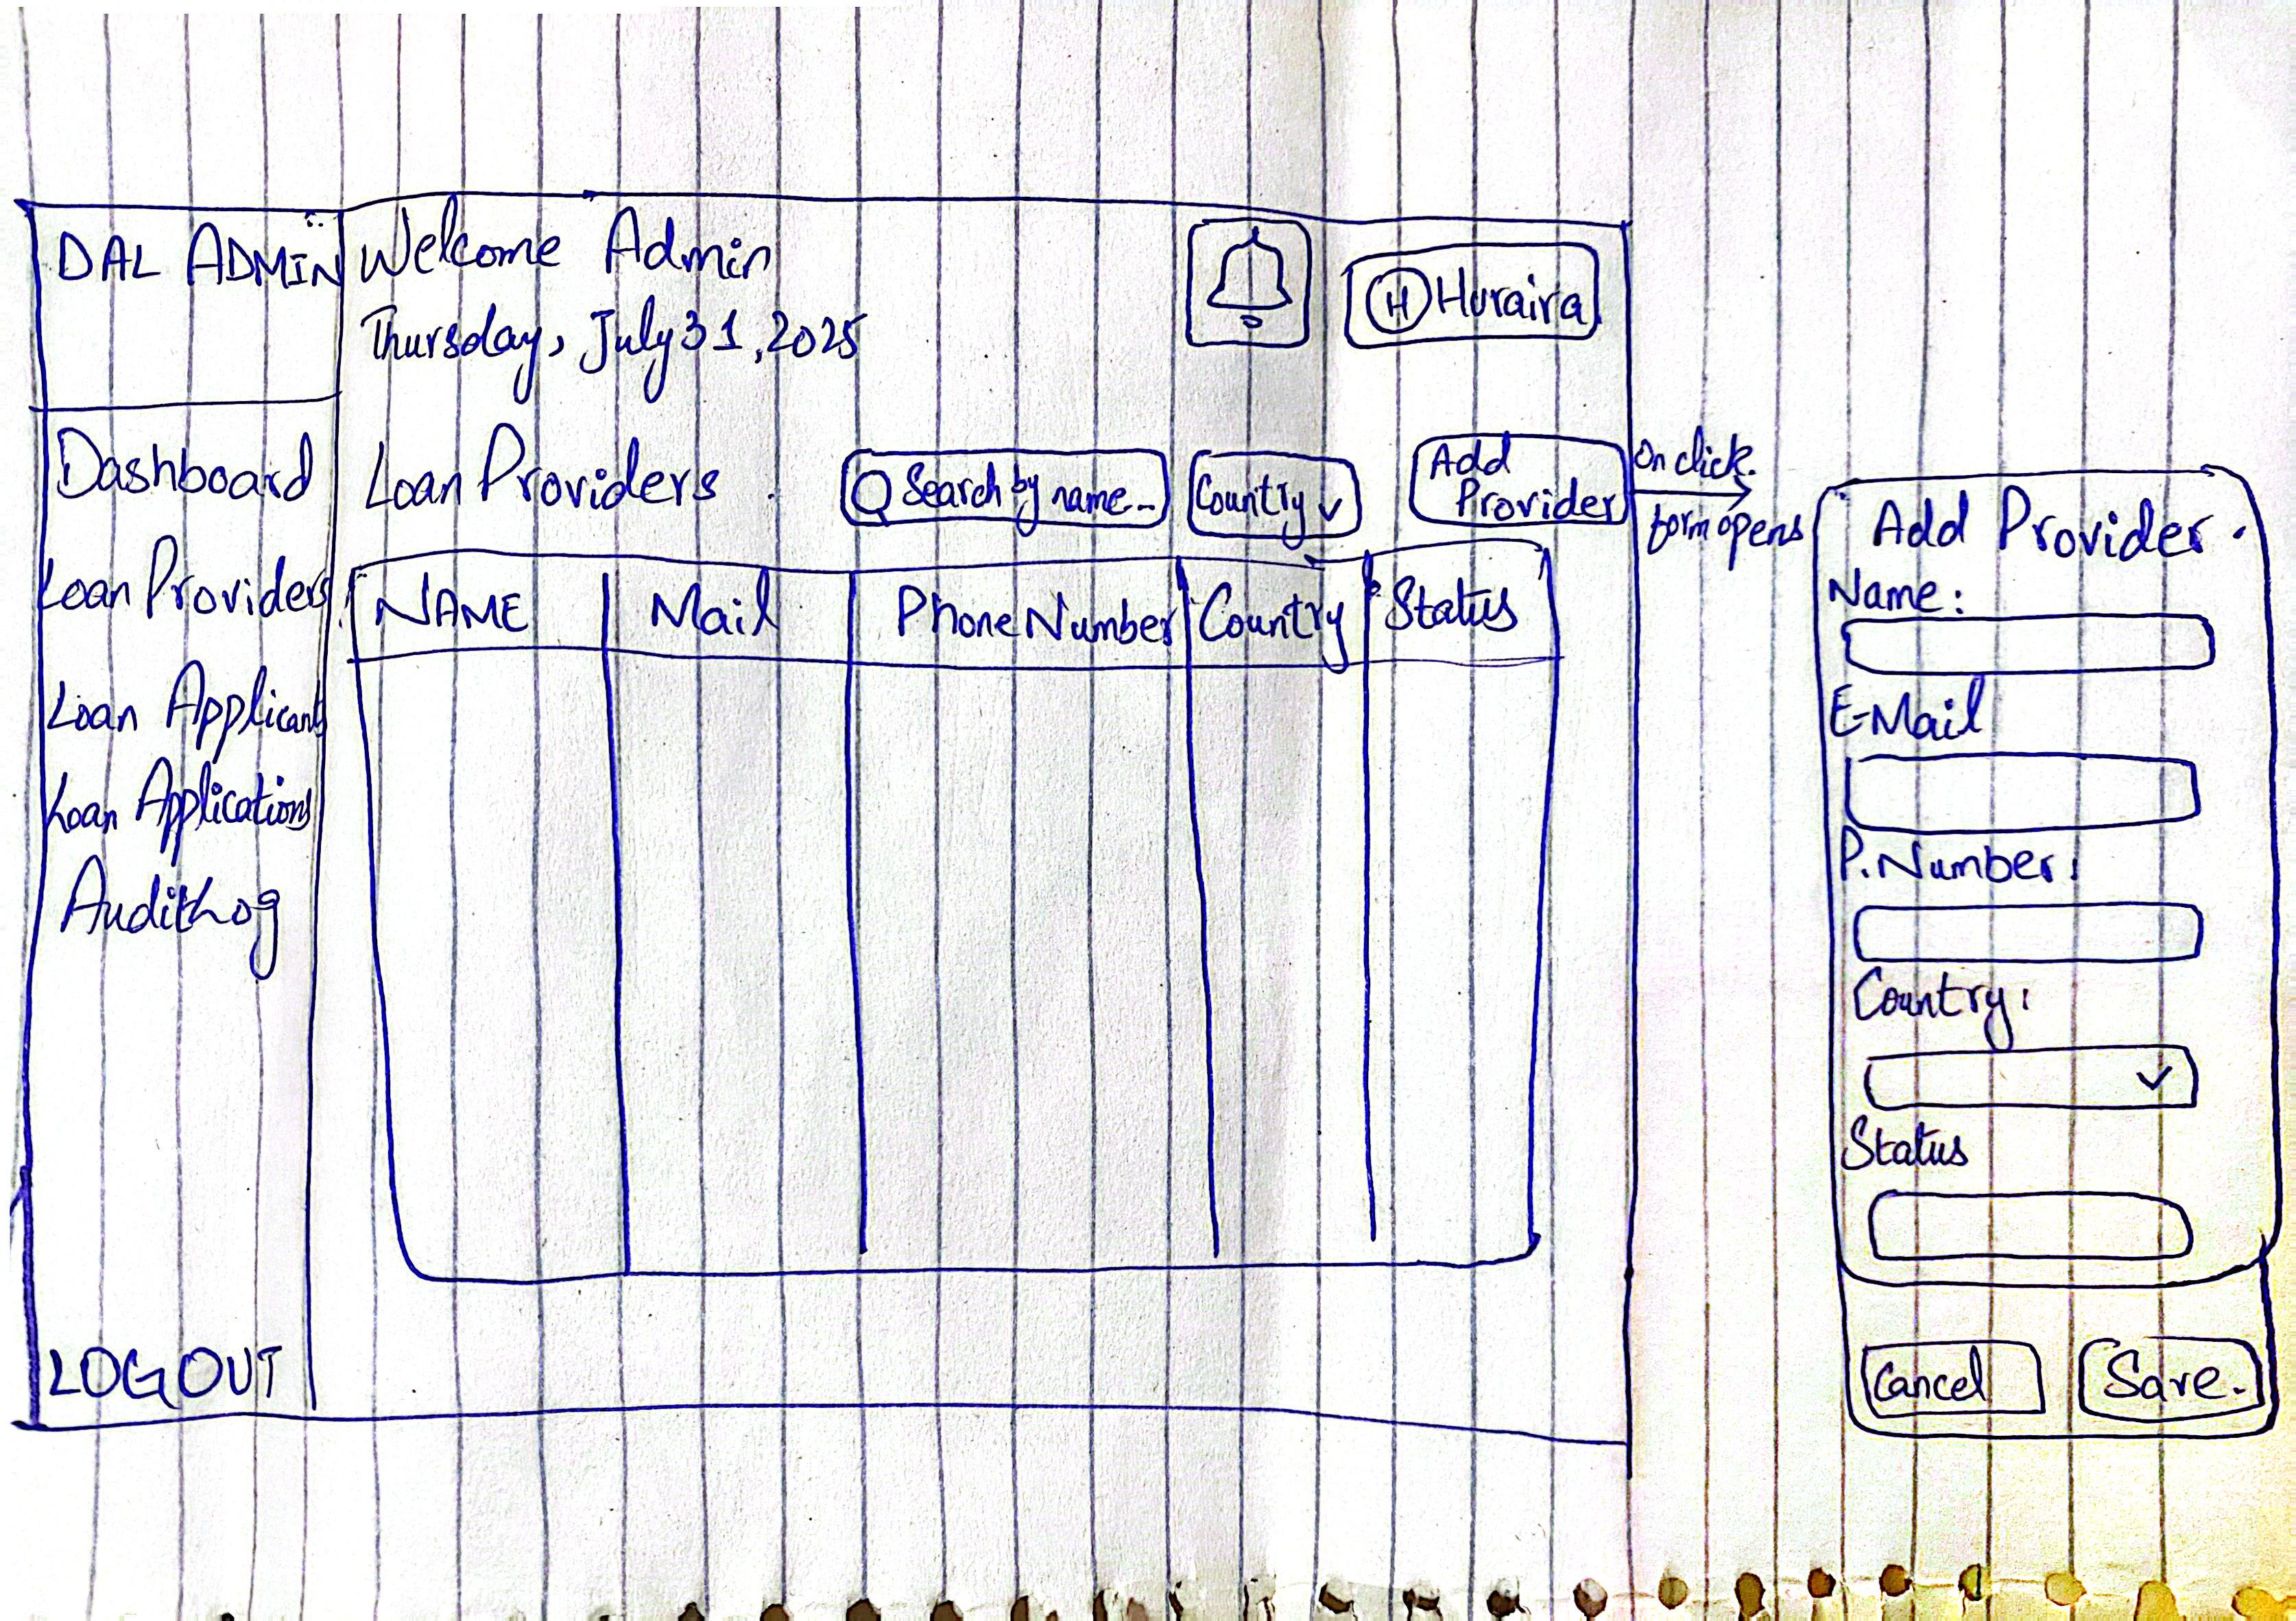 DAL ADMIN
Welcome Admin
Thursday, July 31, 2025
H Huraira
Dashboard
Loan Providers
Loan Applicants
Loan Applications
Audit Log
LOGOUT
Loan Providers
Search by name...
Country
Add
Provider
NAME
Mail
Phone Number
Country
Status
On click.
form opens
Add Provider.
Name:
E-Mail
P. Number:
Country:
Status
Cancel
Save.